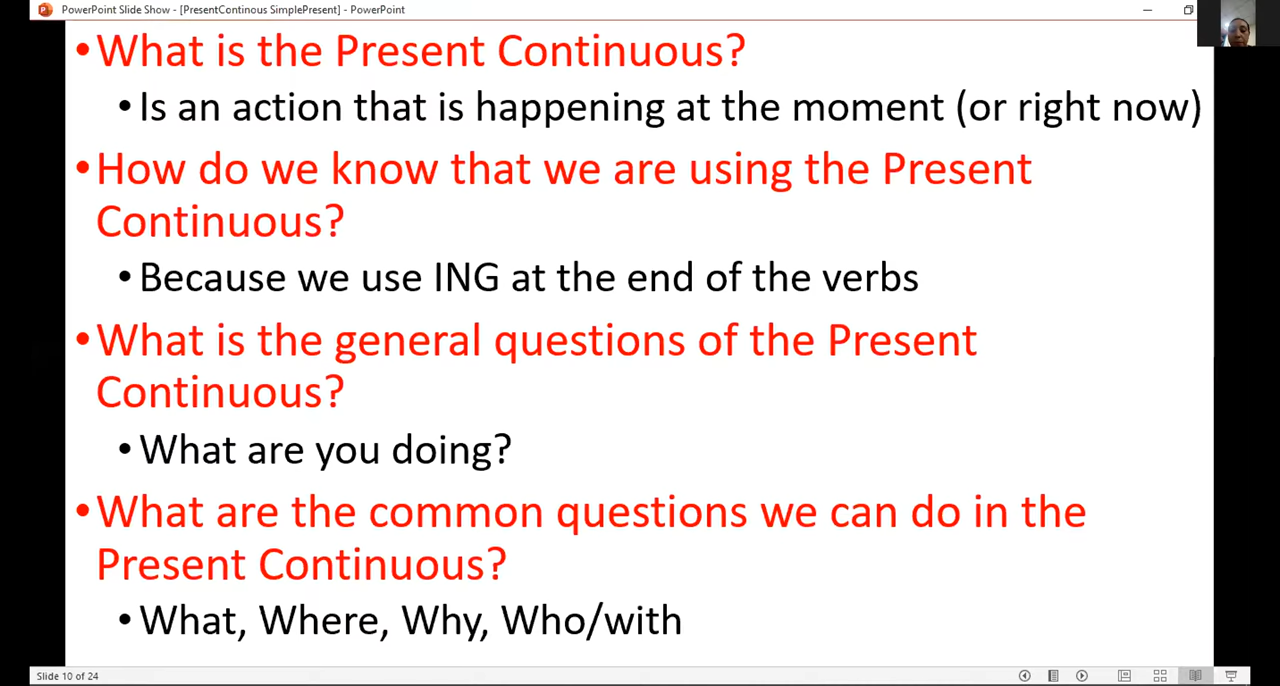 PowerPoint Slide Show - [PresentContinous SimplePresent] - PowerPoint
•What is the Present Continuous?
•Is an action that is happening at the moment (or right now)
•How do we know that we are using the Present
Continuous?
•Because we use ING at the end of the verbs
•What is the general questions of the Present
Continuous?
•What are you doing?
•What are the common questions we can do in the
Present Continuous?
•What, Where, Why, Who/with
Slide 10 of 24